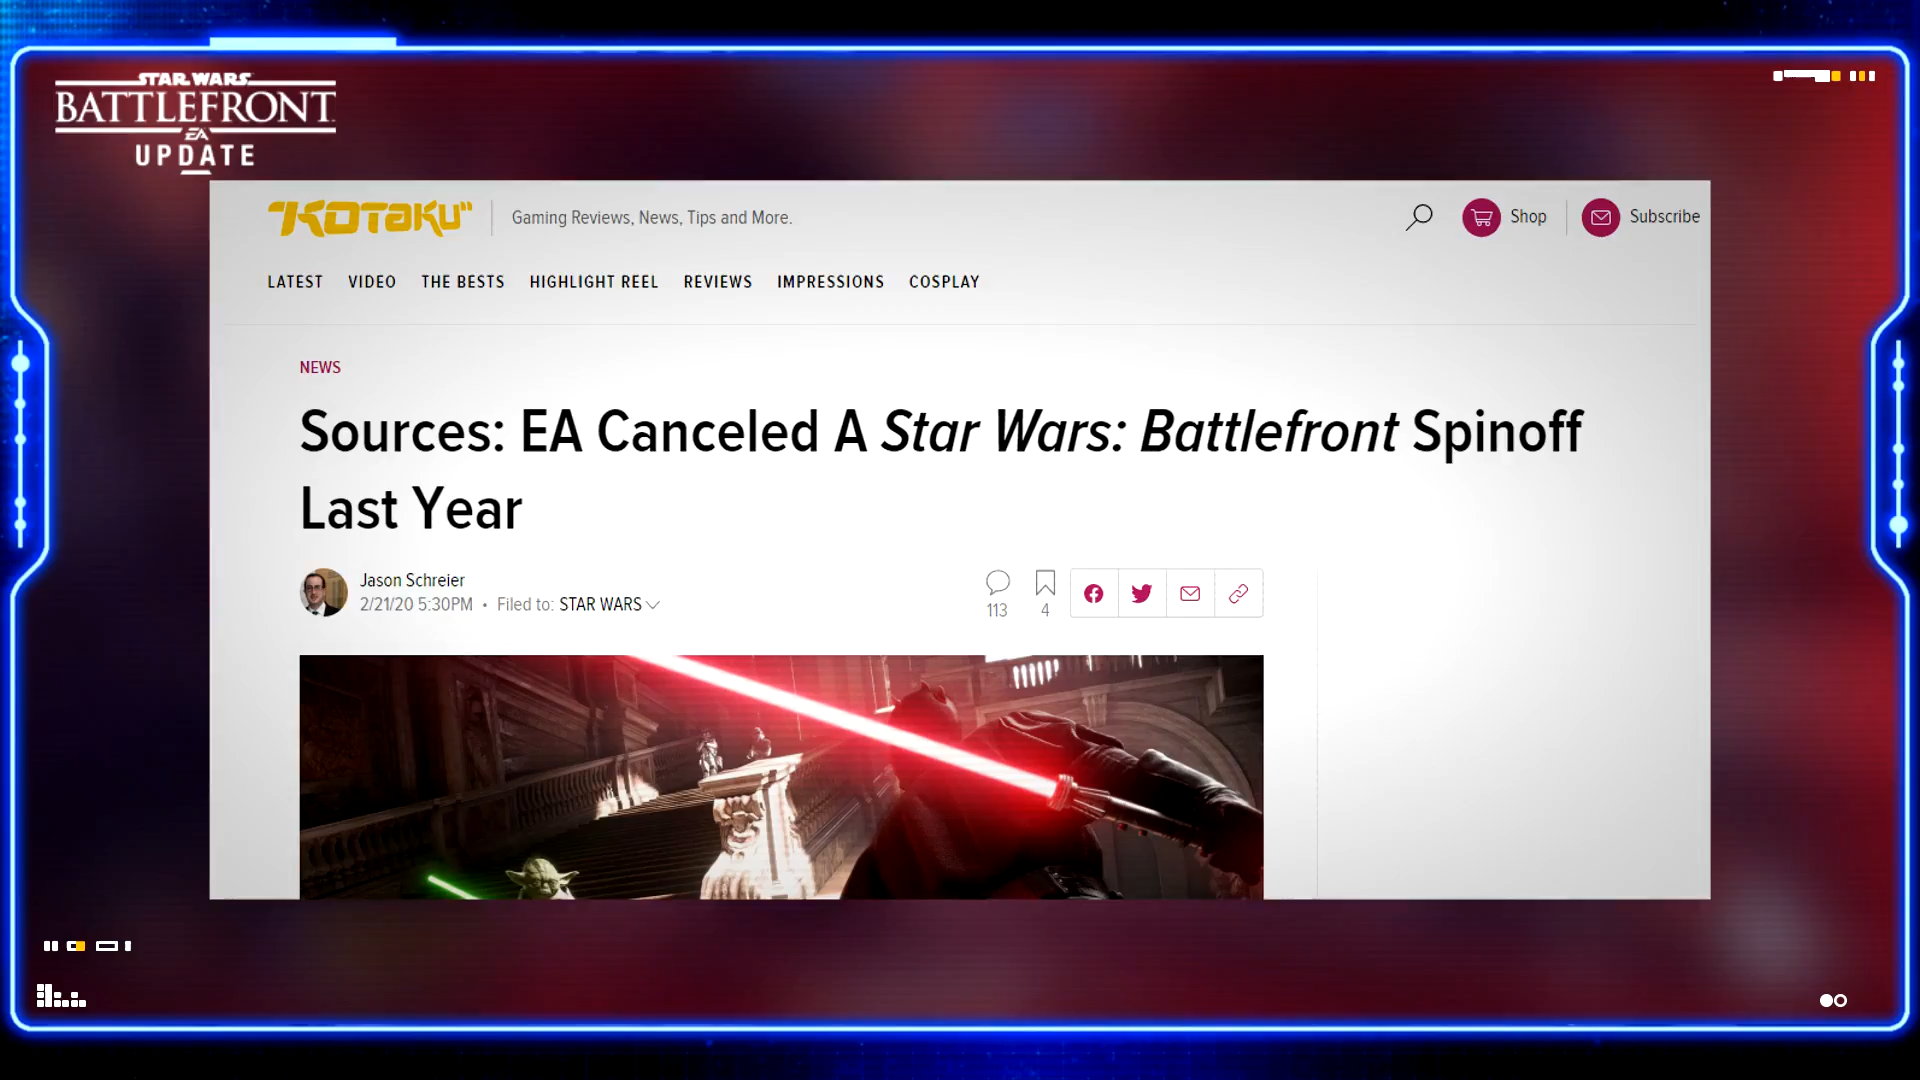 STAR WARS
BATTLEFRONT
EA
UPDATE
KOTAKU
Gaming Reviews, News, Tips and More.
Shop
Subscribe
LATEST VIDEO THE BESTS HIGHLIGHT REEL REVIEWS IMPRESSIONS COSPLAY
NEWS
Sources: EA Canceled A Star Wars: Battlefront Spinoff
Last Year
Jason Schreier
2/21/20 5:30PM • Filed to: STAR WARS
113
4